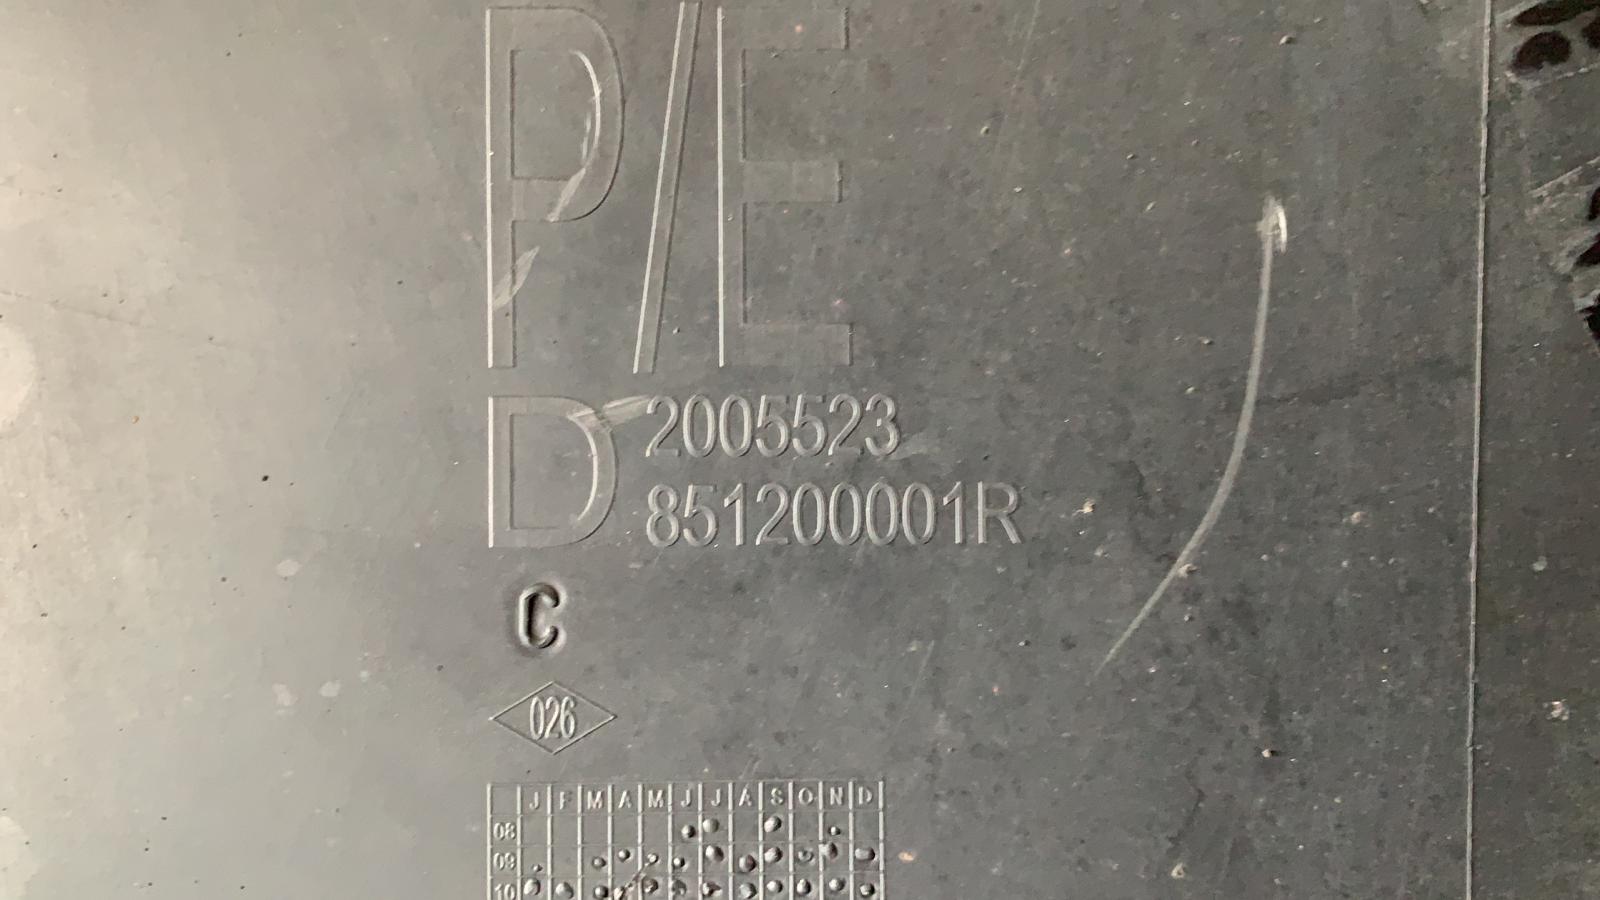 P/E
D 2005523
851200001R
C
026
J F M A M J J A S O N D
08
09
10